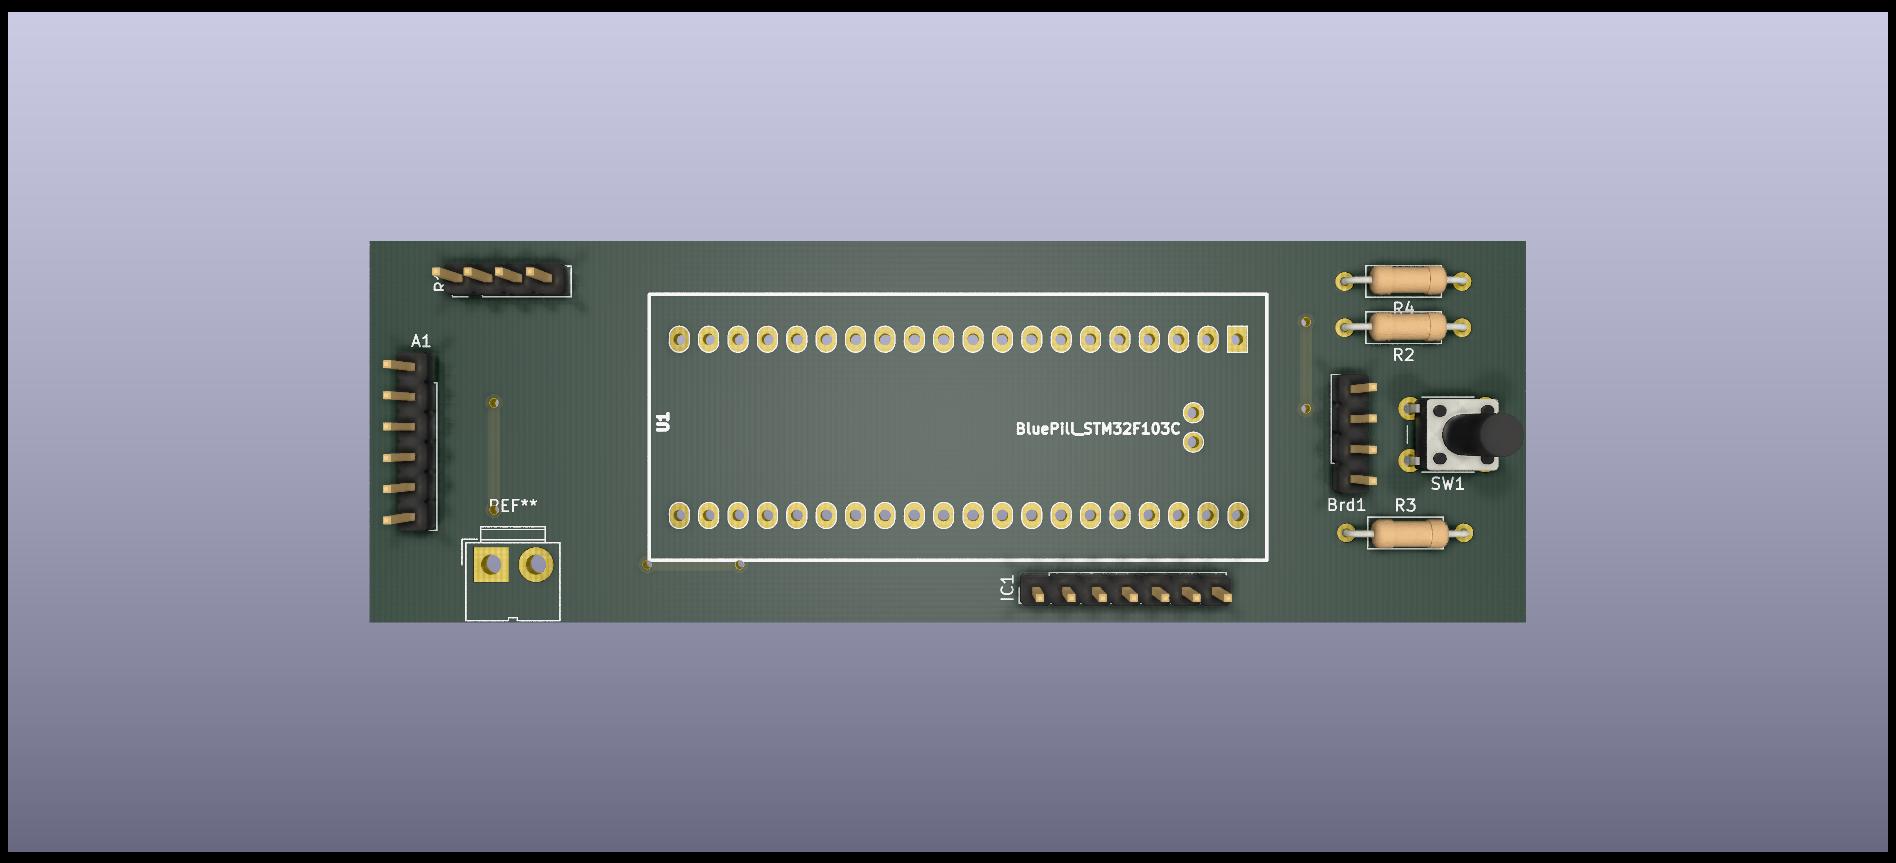 A1
REF**
U1
BluePill_STM32F103C
IC1
R4
R2
SW1
Brd1
R3